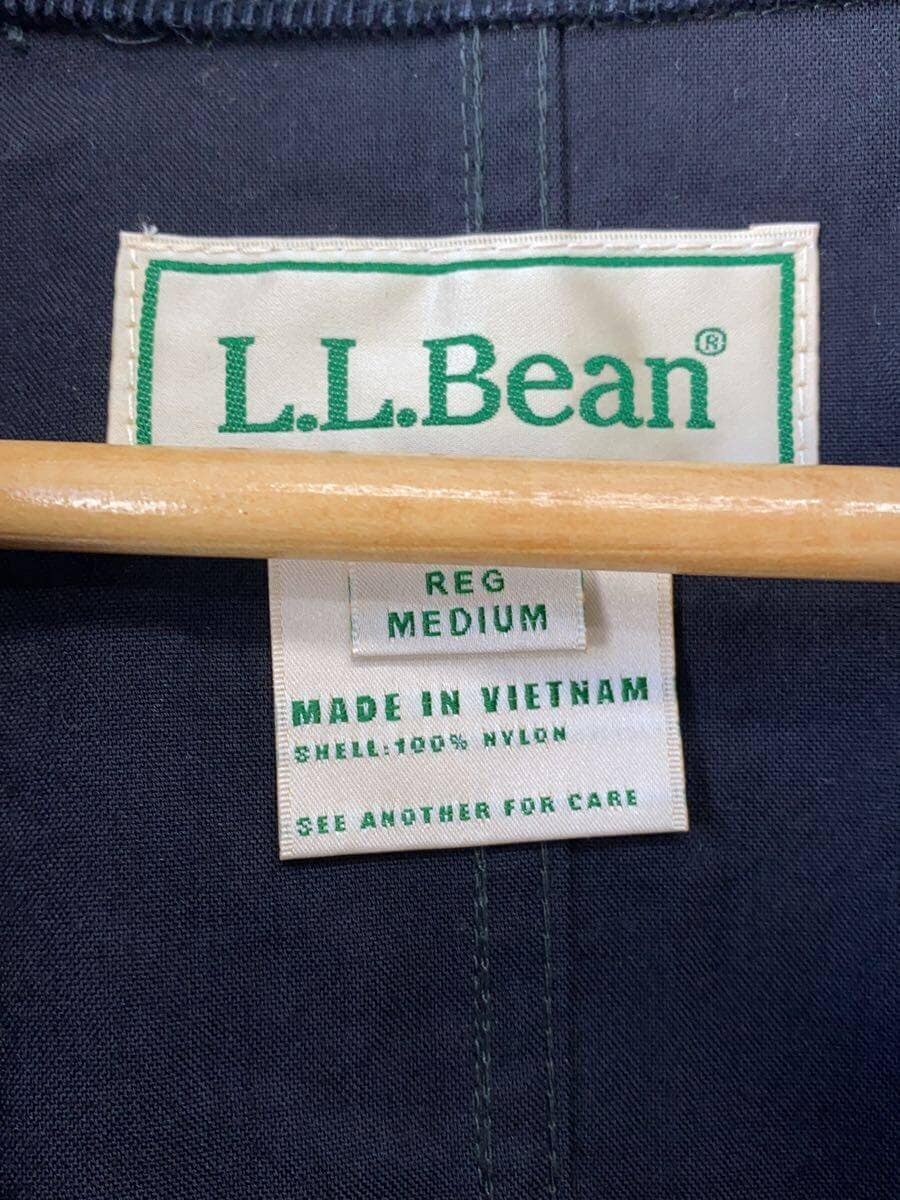 L.L.Bean®
REG
MEDIUM
MADE IN VIETNAM
SHELL:100% NYLON
SEE ANOTHER FOR CARE